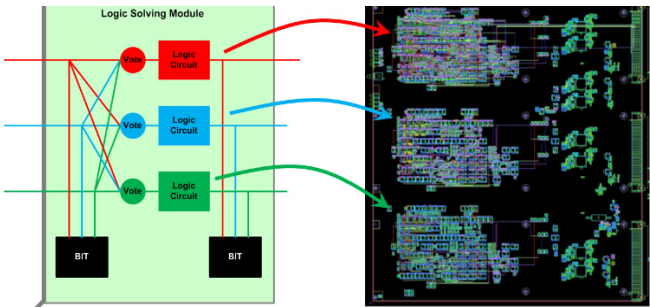 Logic Solving Module
Vote
Logic
Circuit
Vote
Logic
Circuit
Vote
Logic
Circuit
BIT
BIT